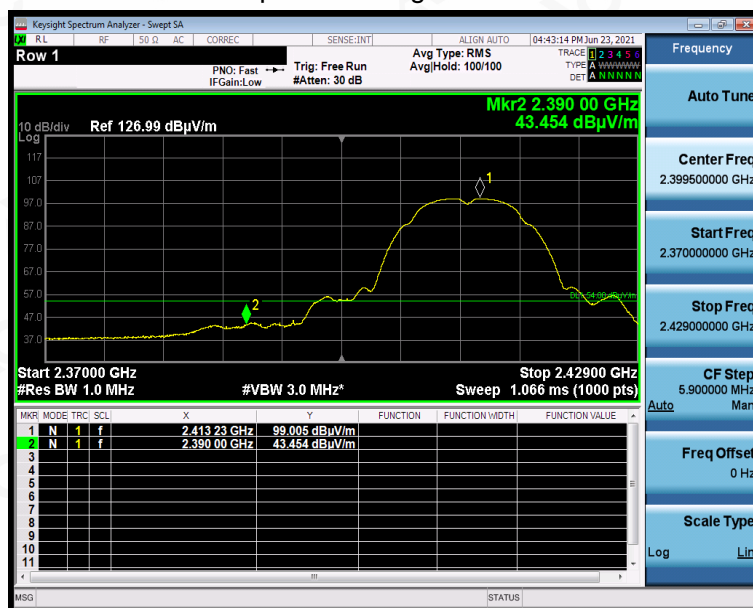 Keysight Spectrum Analyzer - Swept SA
LXI RL RF 50 Ω AC CORREC SENSE:INT ALIGN AUTO 04:43:14 PM Jun 23, 2021
Row 1
PNO: Fast
IFGain:Low
Trig: Free Run
#Atten: 30 dB
Avg Type: RMS
Avg|Hold: 100/100
TRACE 1 2 3 4 5 6
TYPE A WWWWW
DET A N N N N N
Mkr2 2.390 00 GHz
43.454 dBµV/m
10 dB/div Ref 126.99 dBµV/m
Log
117
107
97.0
87.0
77.0
67.0
57.0
47.0
37.0
1
2
DL1 54.00 dBµV/m
Start 2.37000 GHz Stop 2.42900 GHz
#Res BW 1.0 MHz #VBW 3.0 MHz* Sweep 1.066 ms (1000 pts)
MKR MODE TRC SCL X Y FUNCTION FUNCTION WIDTH FUNCTION VALUE
1 N 1 f 2.413 23 GHz 99.005 dBµV/m
2 N 1 f 2.390 00 GHz 43.454 dBµV/m
3
4
5
6
7
8
9
10
11
MSG STATUS
Frequency
Auto Tune
Center Freq
2.399500000 GHz
Start Freq
2.370000000 GHz
Stop Freq
2.429000000 GHz
CF Step
5.900000 MHz
Auto Man
Freq Offset
0 Hz
Scale Type
Log Lin